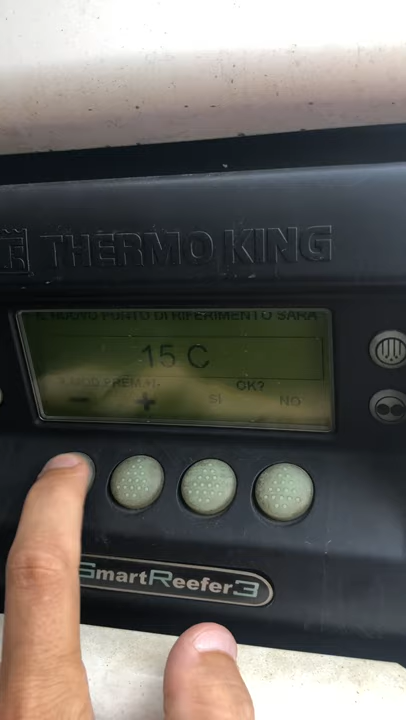 THERMO KING
IL NUOVO PUNTO DI RIFERIMENTO SARA
15 C
OK?
- + SI NO
SmartReefer3